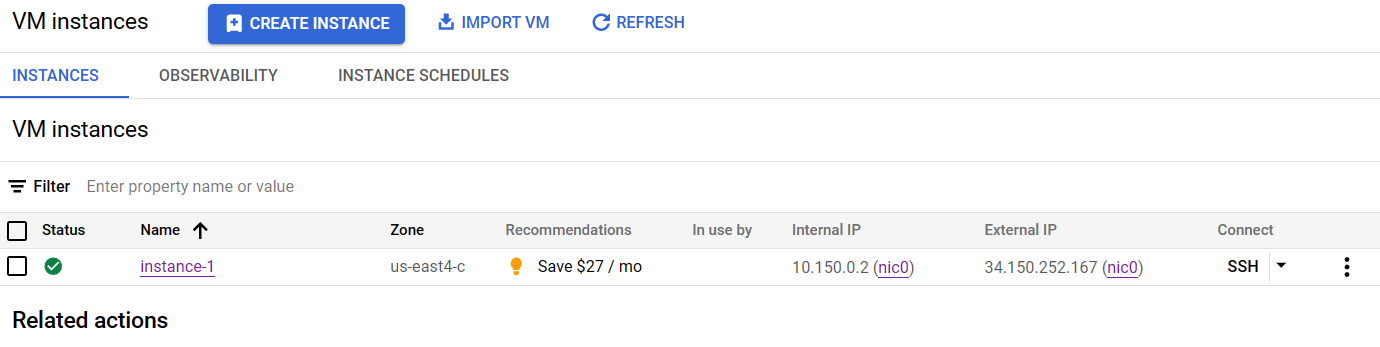 VM instances CREATE INSTANCE IMPORT VM REFRESH
INSTANCES OBSERVABILITY INSTANCE SCHEDULES
VM instances
Filter Enter property name or value
Status Name Zone Recommendations In use by Internal IP External IP Connect
instance-1 us-east4-c Save $27 / mo 10.150.0.2 (nic0) 34.150.252.167 (nic0) SSH
Related actions